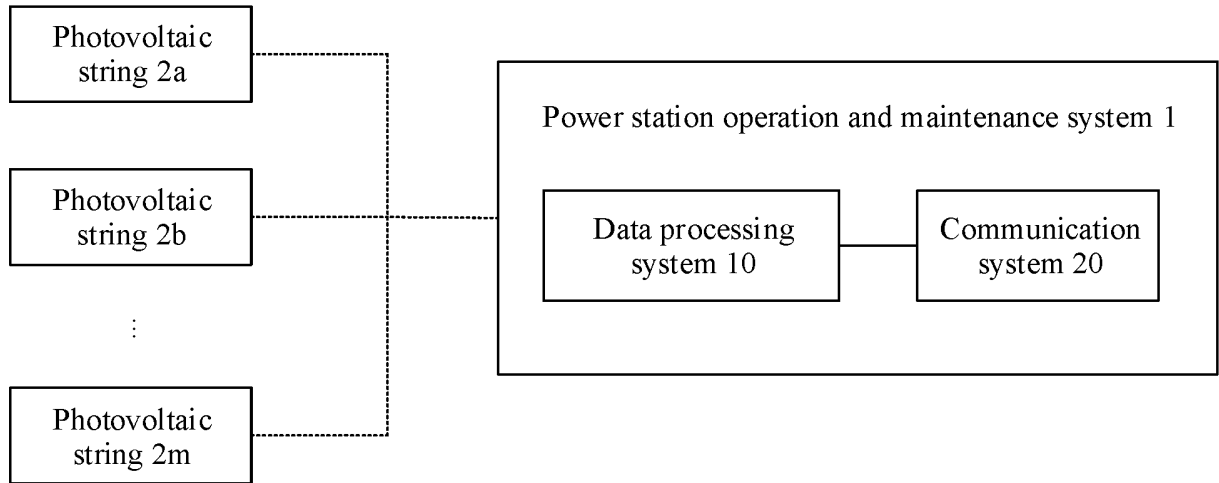 Photovoltaic
string 2a
Power station operation and maintenance system 1
Photovoltaic
string 2b
Data processing
system 10
Communication
system 20
⋮
Photovoltaic
string 2m